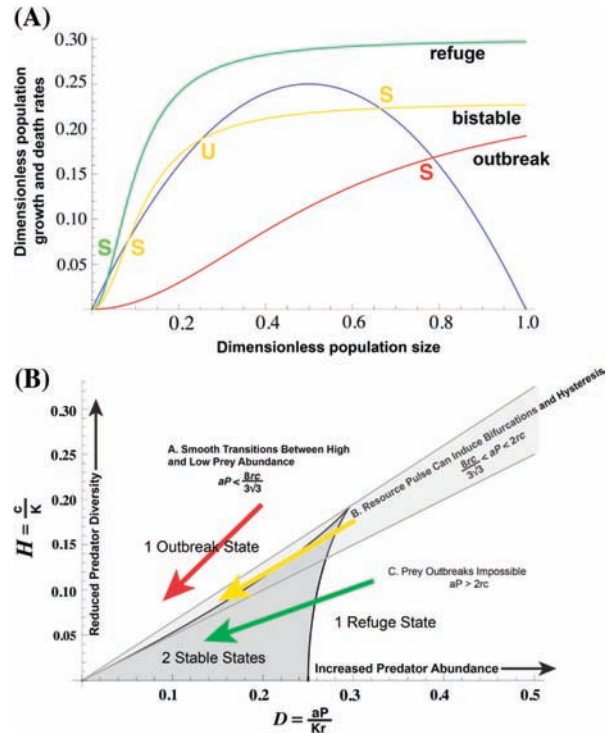 (A)
0.30
0.25
0.20
0.15
0.10
0.05
Dimensionless population
growth and death rates
refuge
S
bistable
outbreak
U
S
S
S
0.2
0.4
0.6
0.8
1.0
Dimensionless population size
(B)
0.30
0.25
0.20
0.15
0.10
0.05
H = c/K
Reduced Predator Diversity
A. Smooth Transitions Between High
and Low Prey Abundance
aP < 8rc/3√3
B. Resource Pulse Can Induce Bifurcations and Hysteresis,
8rc/3√3 < aP < 2rc
1 Outbreak State
C. Prey Outbreaks Impossible
aP > 2rc
1 Refuge State
2 Stable States
Increased Predator Abundance
0.1
0.2
0.3
0.4
0.5
D = aP/Kr